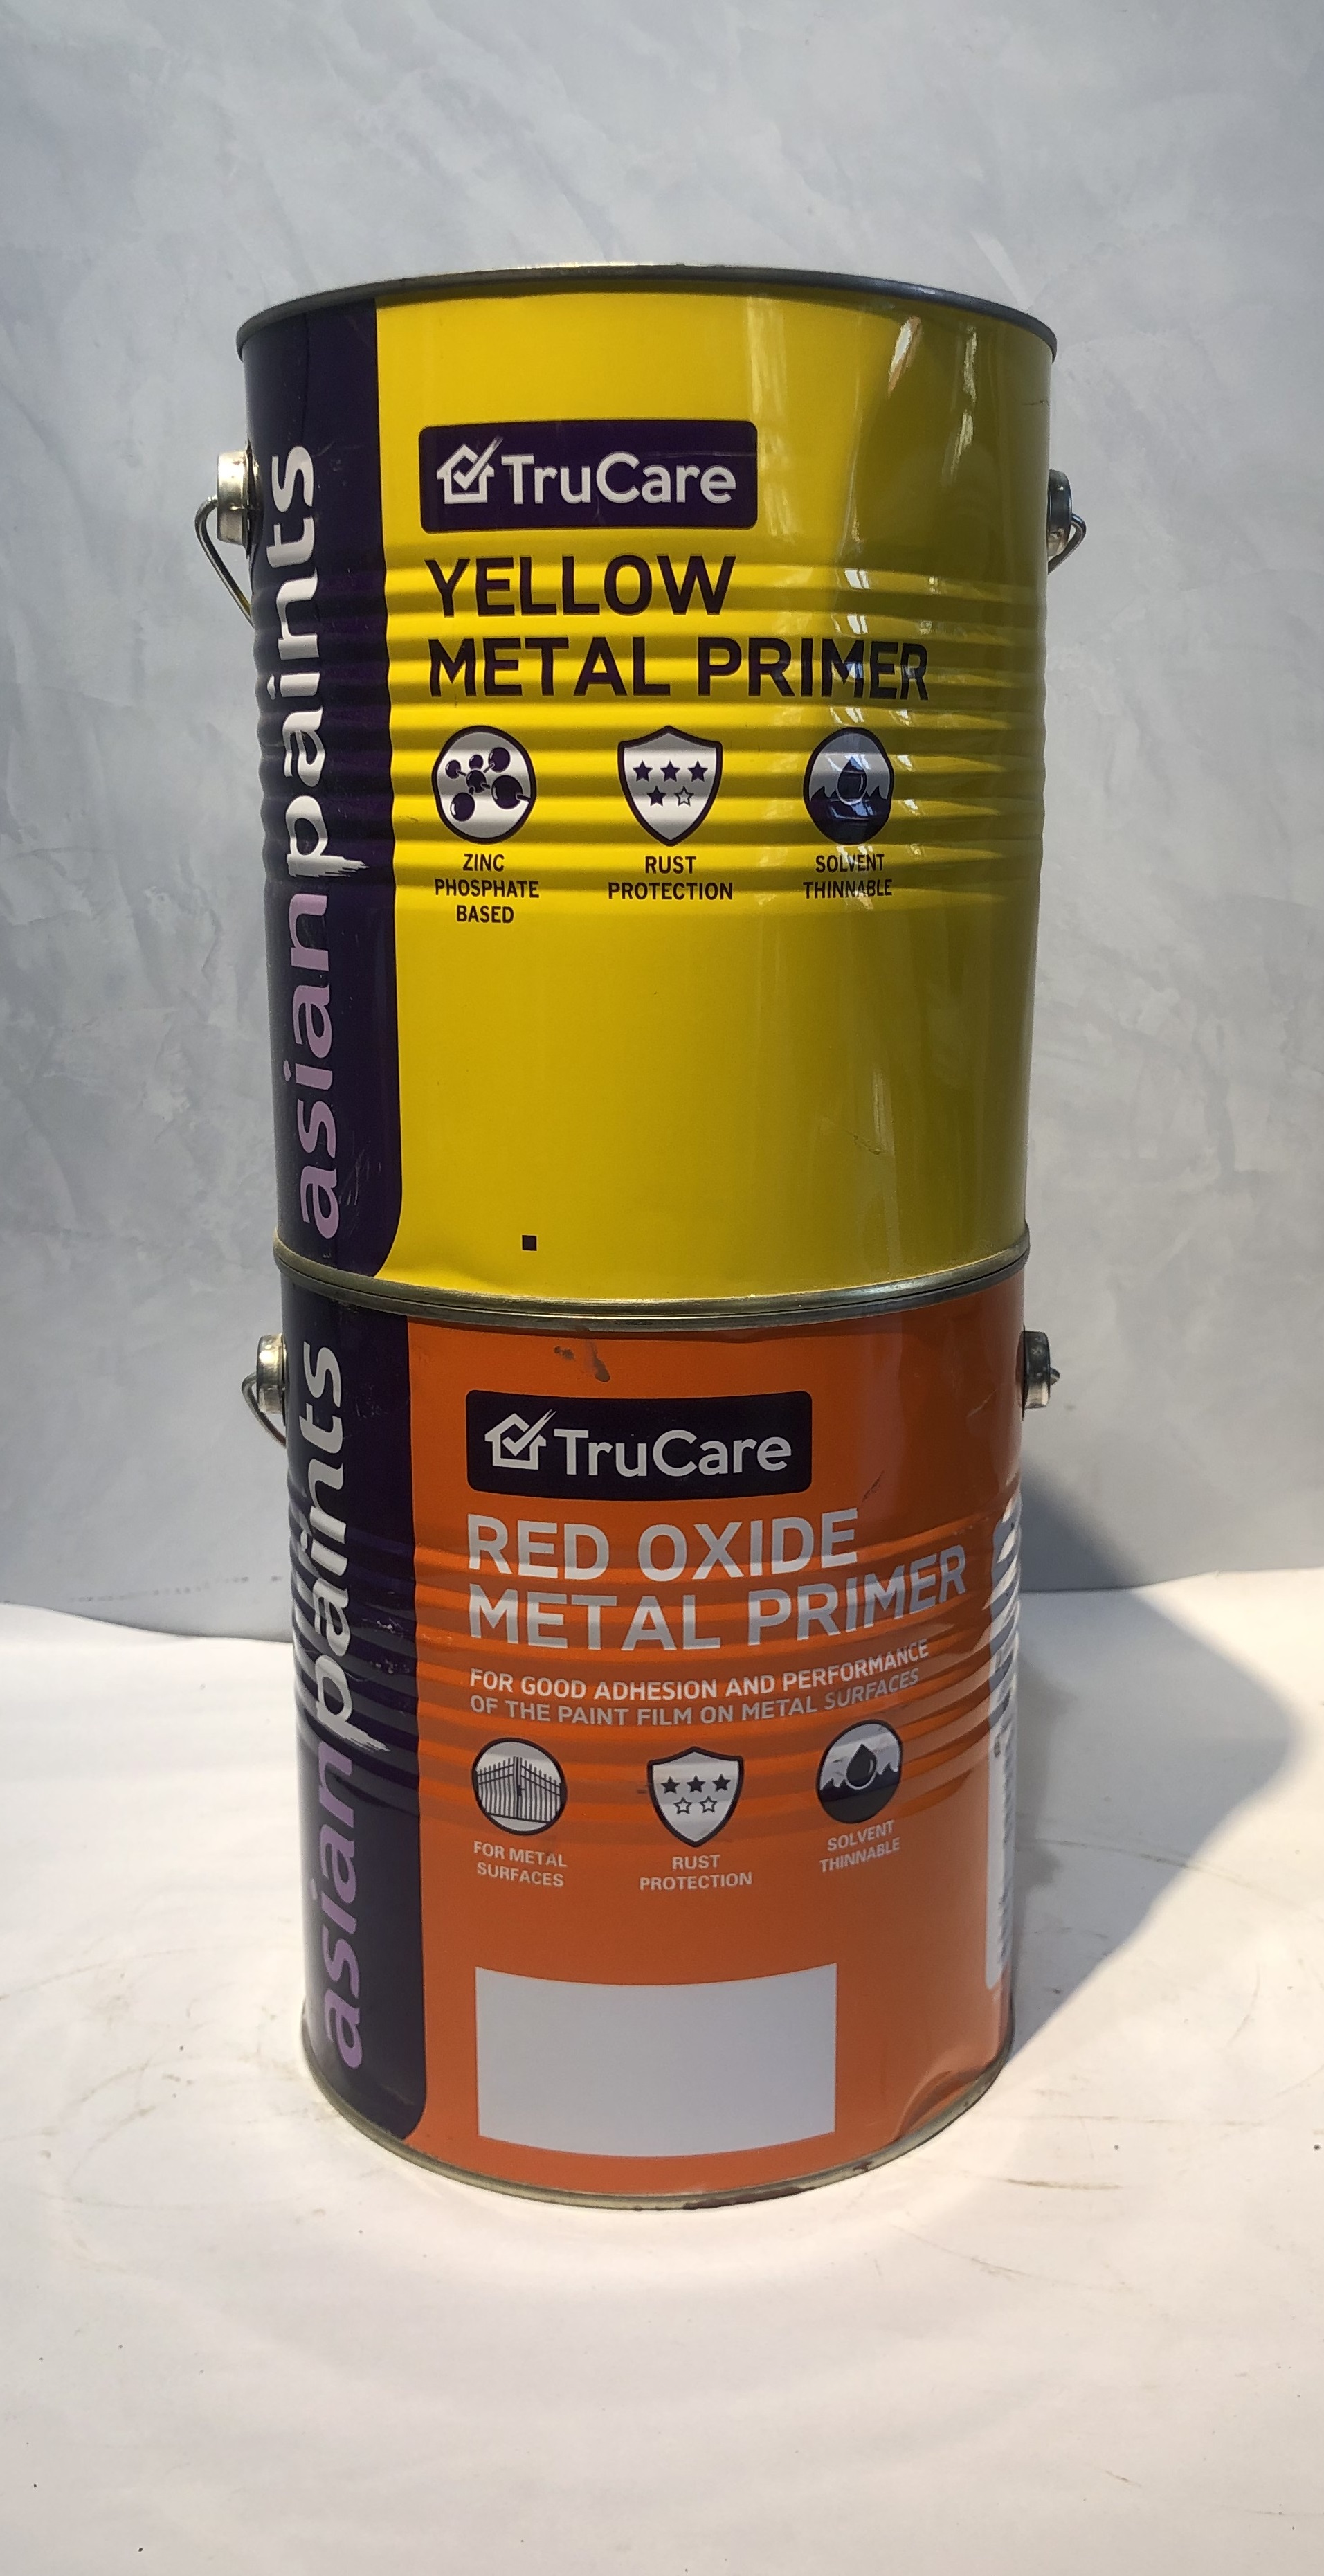 asianpaints
TruCare
YELLOW
METAL PRIMER
ZINC
PHOSPHATE
BASED
RUST
PROTECTION
SOLVENT
THINNABLE
asianpaints
TruCare
RED OXIDE
METAL PRIMER
FOR GOOD ADHESION AND PERFORMANCE
OF THE PAINT FILM ON METAL SURFACES
FOR METAL
SURFACES
RUST
PROTECTION
SOLVENT
THINNABLE